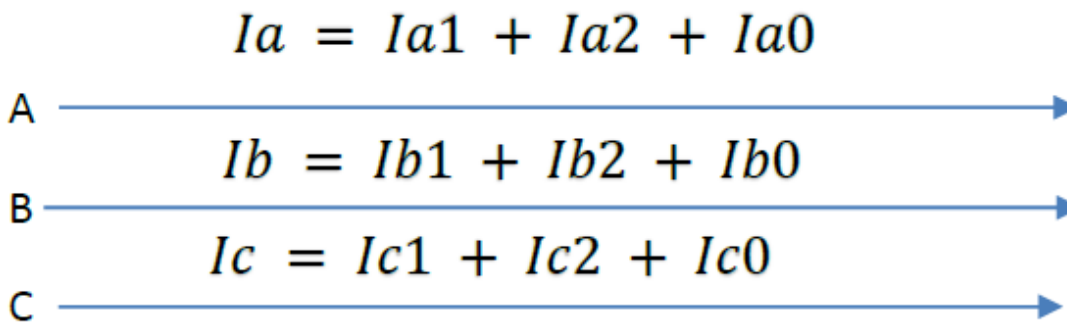 Ia = Ia1 + Ia2 + Ia0
A
Ib = Ib1 + Ib2 + Ib0
B
Ic = Ic1 + Ic2 + Ic0
C